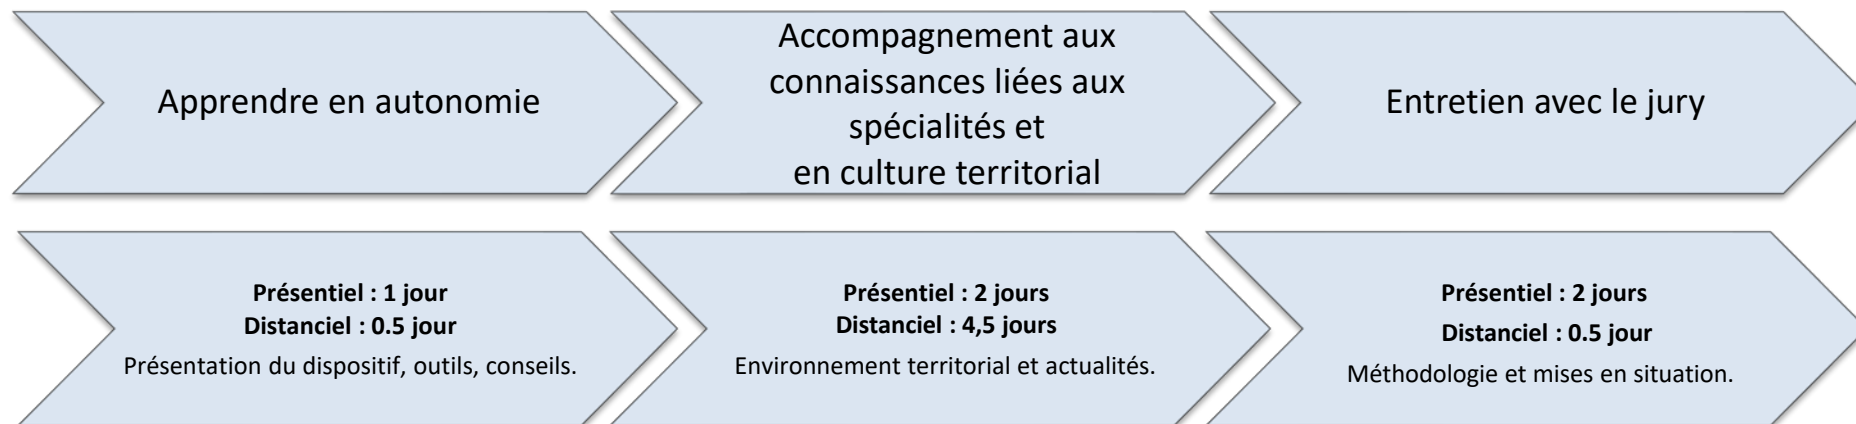 Apprendre en autonomie
Accompagnement aux
connaissances liées aux
spécialités et
en culture territorial
Entretien avec le jury
Présentiel : 1 jour
Distanciel : 0.5 jour
Présentation du dispositif, outils, conseils.
Présentiel : 2 jours
Distanciel : 4,5 jours
Environnement territorial et actualités.
Présentiel : 2 jours
Distanciel : 0.5 jour
Méthodologie et mises en situation.